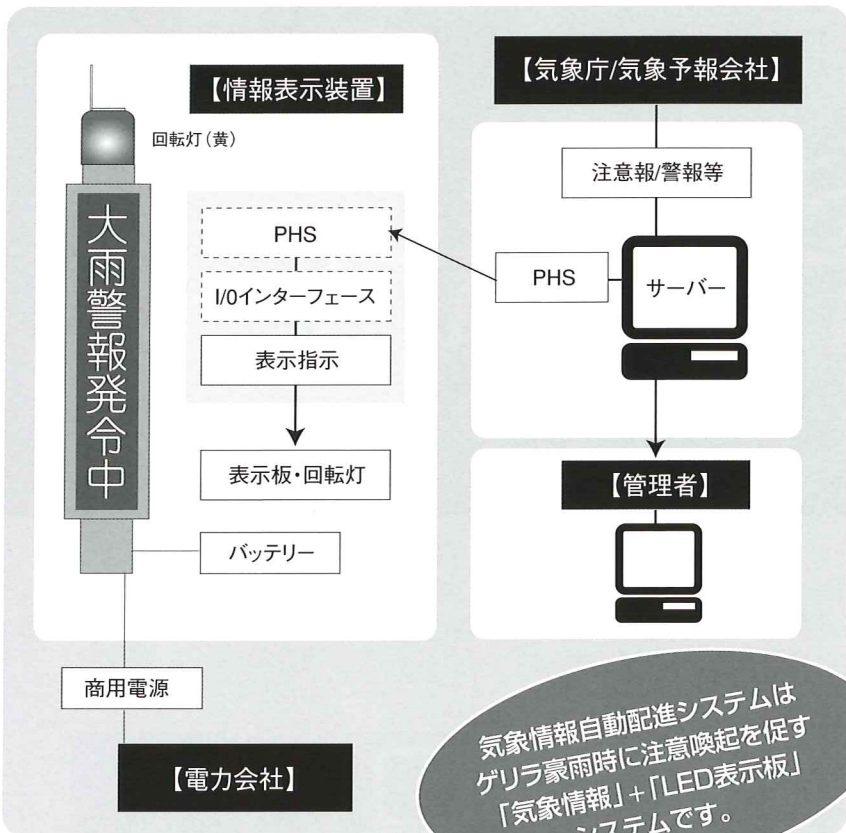 【情報表示装置】
回転灯(黄)
大雨警報発令中
PHS
I/0インターフェース
表示指示
表示板・回転灯
バッテリー
商用電源
【電力会社】
【気象庁/気象予報会社】
注意報/警報等
PHS
サーバー
【管理者】
気象情報自動配進システムは
ゲリラ豪雨時に注意喚起を促す
「気象情報」+「LED表示板」
システムです。